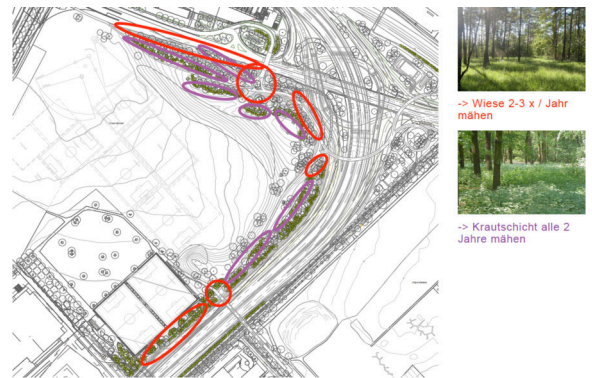 -> Wiese 2-3 x / Jahr
mähen
-> Krautschicht alle 2
Jahre mähen